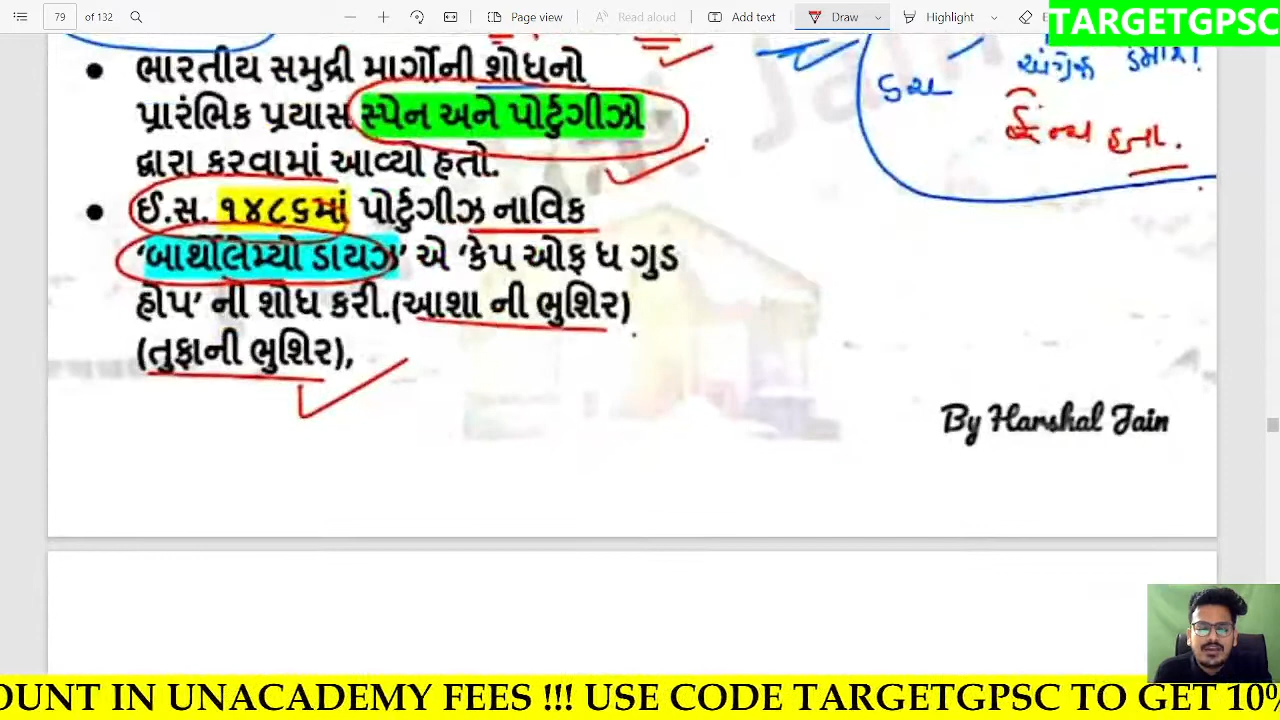 79 of 132
Page view
Read aloud
Add text
Draw
Highlight
TARGETGPSC
ભારતીય સમુદ્રી માર્ગોની શોધનો
પ્રારંભિક પ્રયાસ સ્પેન અને પોર્ટુગીઝો
દ્વારા કરવામાં આવ્યો હતો.
ઈ.સ. ૧૪૮૬માં પોર્ટુગીઝ નાવિક
‘બાર્થોલેમ્યો ડાયઝ’ એ ‘કેપ ઓફ ધ ગુડ
હોપ’ ની શોધ કરી.(આશા ની ભુશિર)
(તુફાની ભુશિર),
હતા.
By Harshal Jain
OUNT IN UNACADEMY FEES !!! USE CODE TARGETGPSC TO GET 10%